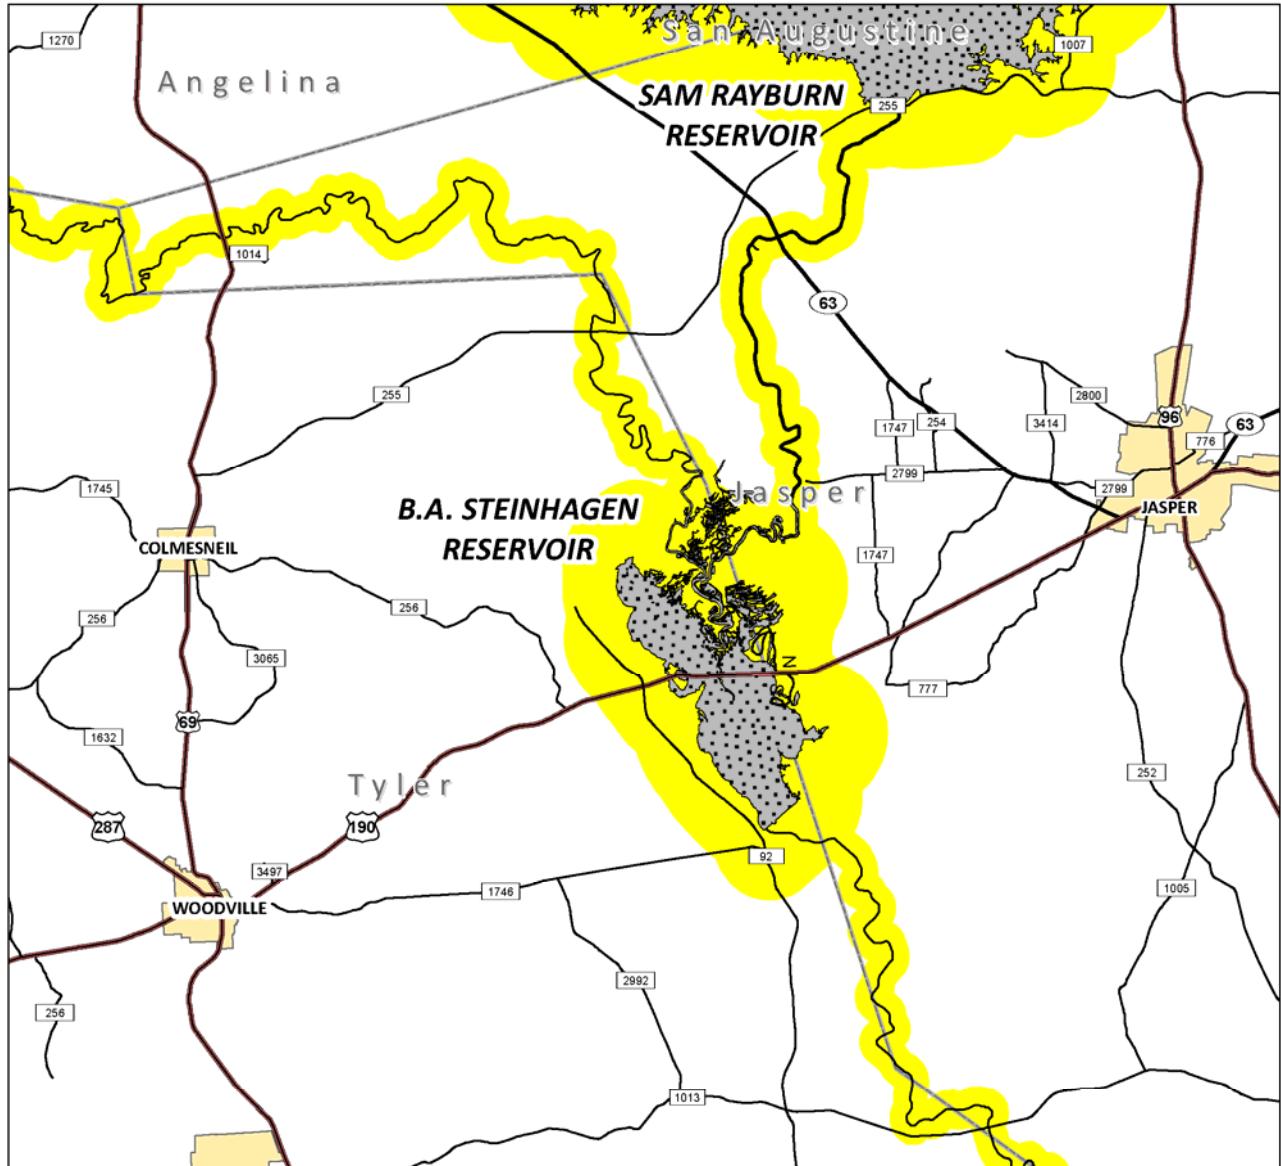 1270
San Augustine
1007
Angelina
SAM RAYBURN
RESERVOIR
255
1014
63
255
2800
96
63
1747
254
3414
776
2799
2799
1745
Jasper
B.A. STEINHAGEN
RESERVOIR
JASPER
COLMESNEIL
1747
256
256
3065
N
777
69
1632
252
Tyler
287
190
92
3497
1746
1005
WOODVILLE
2992
256
1013